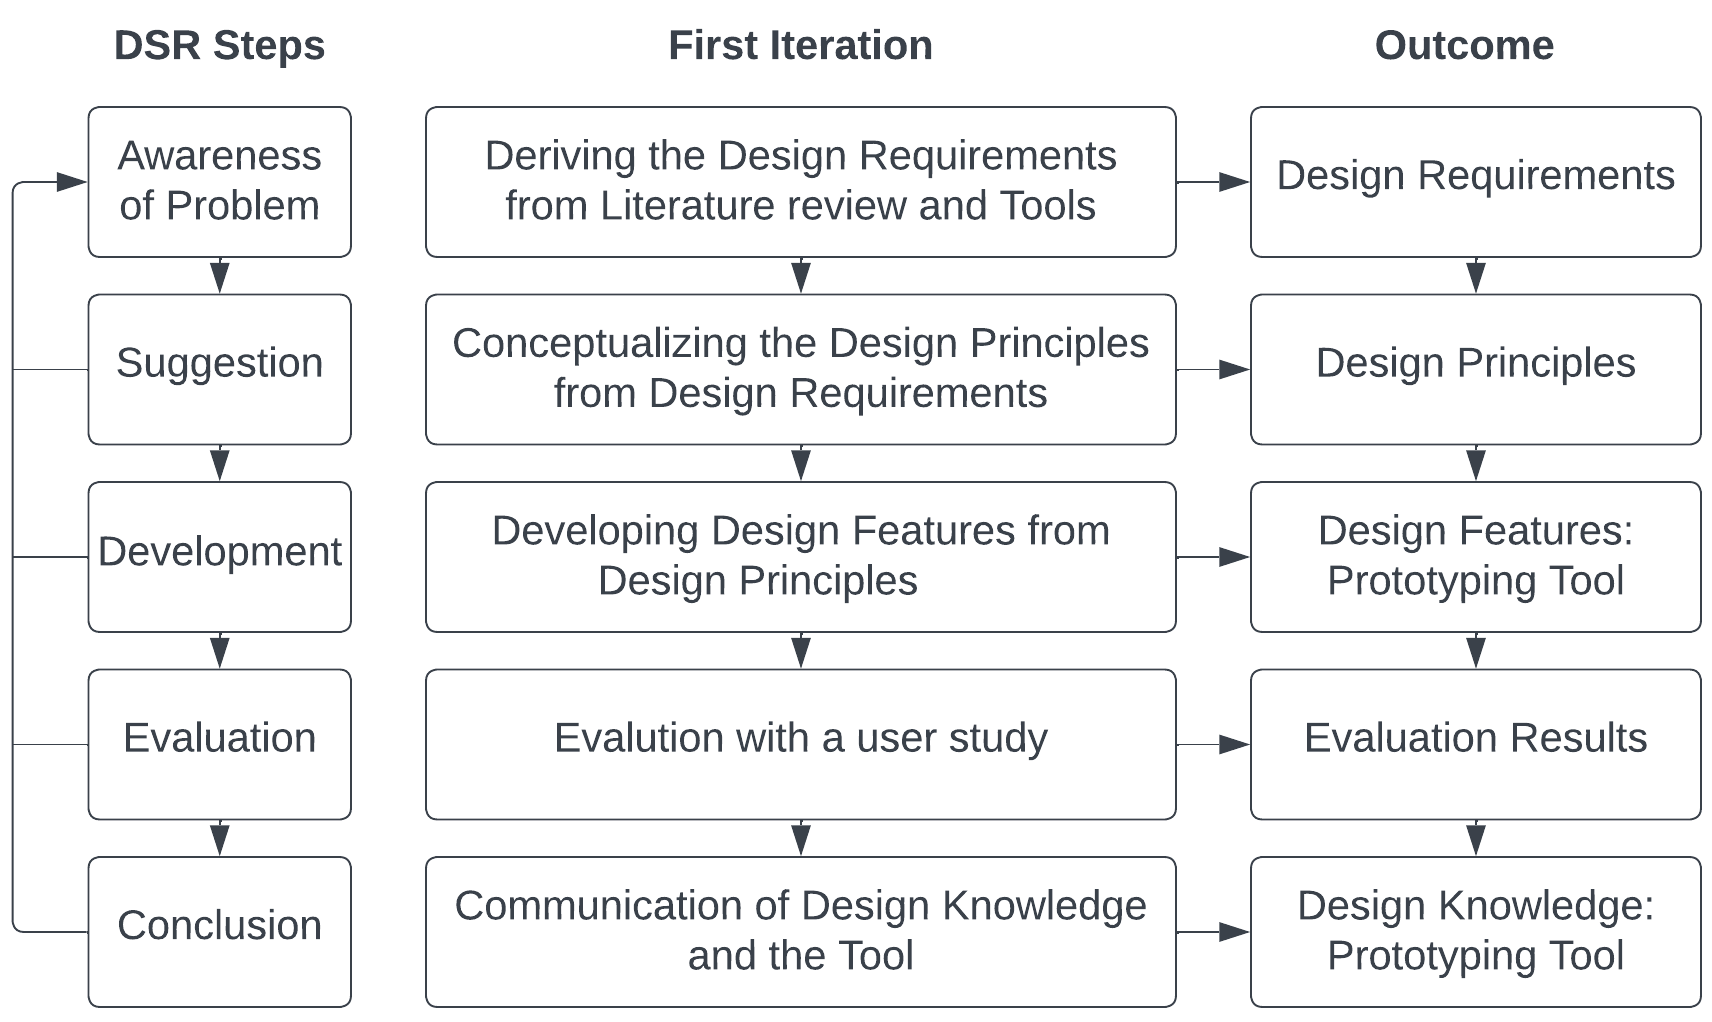 DSR Steps
First Iteration
Outcome
Awareness
of Problem
Deriving the Design Requirements
from Literature review and Tools
Design Requirements
Suggestion
Conceptualizing the Design Principles
from Design Requirements
Design Principles
Development
Developing Design Features from
Design Principles
Design Features:
Prototyping Tool
Evaluation
Evalution with a user study
Evaluation Results
Conclusion
Communication of Design Knowledge
and the Tool
Design Knowledge:
Prototyping Tool